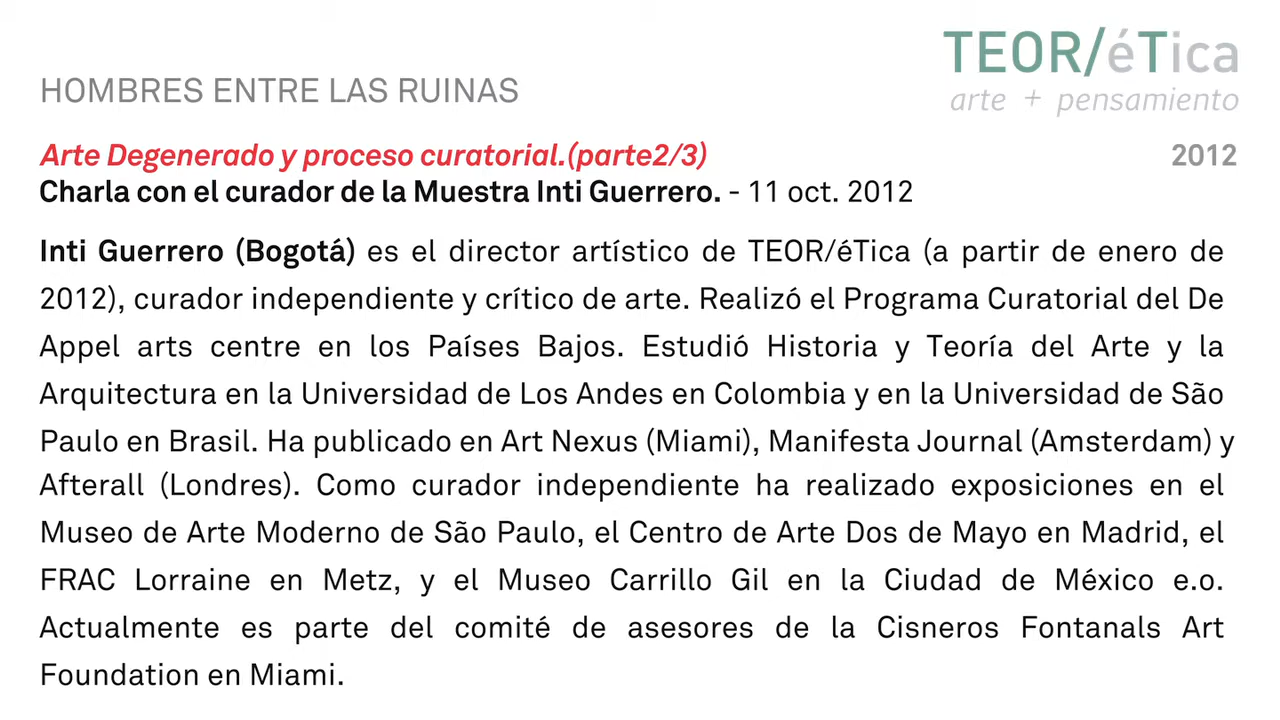 TEOR/éTica
arte + pensamiento
HOMBRES ENTRE LAS RUINAS
Arte Degenerado y proceso curatorial.(parte2/3)
2012
Charla con el curador de la Muestra Inti Guerrero. - 11 oct. 2012
Inti Guerrero (Bogotá) es el director artístico de TEOR/éTica (a partir de enero de
2012), curador independiente y crítico de arte. Realizó el Programa Curatorial del De
Appel arts centre en los Países Bajos. Estudió Historia y Teoría del Arte y la
Arquitectura en la Universidad de Los Andes en Colombia y en la Universidad de São
Paulo en Brasil. Ha publicado en Art Nexus (Miami), Manifesta Journal (Amsterdam) y
Afterall (Londres). Como curador independiente ha realizado exposiciones en el
Museo de Arte Moderno de São Paulo, el Centro de Arte Dos de Mayo en Madrid, el
FRAC Lorraine en Metz, y el Museo Carrillo Gil en la Ciudad de México e.o.
Actualmente es parte del comité de asesores de la Cisneros Fontanals Art
Foundation en Miami.